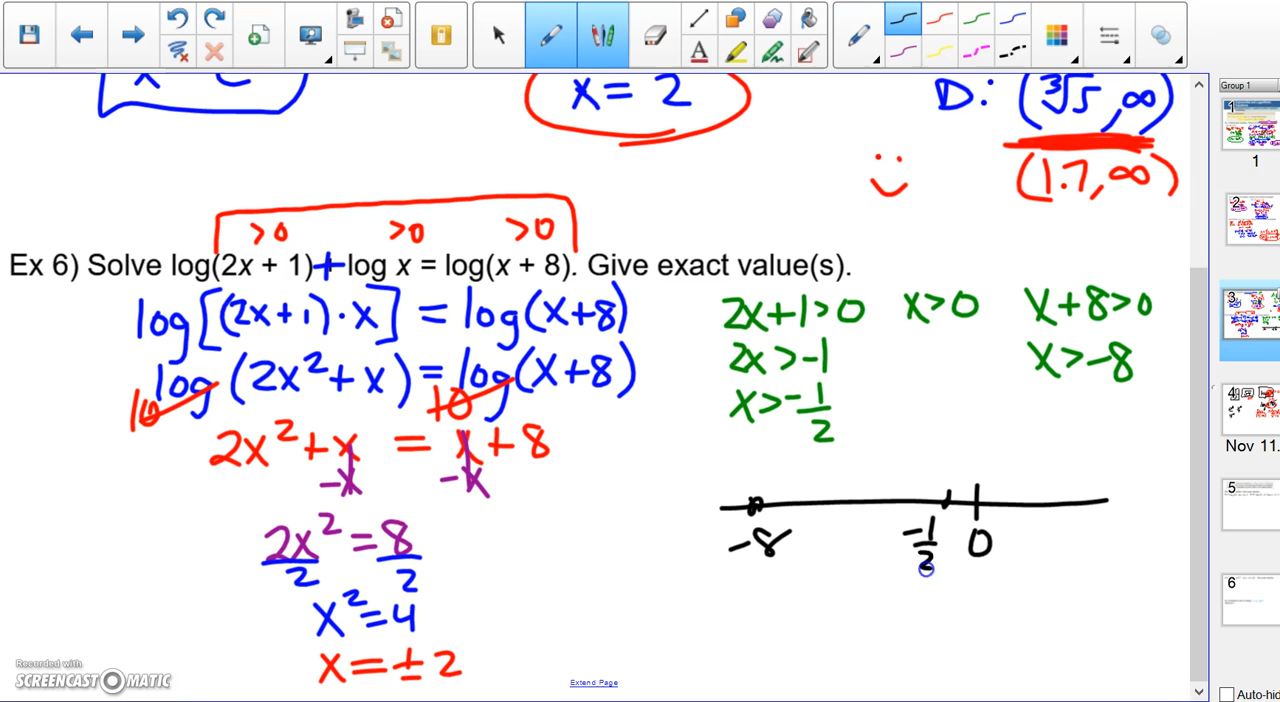 x = 2
D: (∛5, ∞)
(1.7, ∞)
>0 >0 >0
Ex 6) Solve log(2x + 1) + log x = log(x + 8). Give exact value(s).
log[(2x+1)·x] = log(x+8)
log(2x²+x) = log(x+8)
10 10
2x²+x = x+8
-x -x
2x² = 8
2 2
x² = 4
x = ±2
2x+1>0 x>0 x+8>0
2x>-1 x>-8
x>-1/2
-8 -1/2 0
Extend Page
Recorded with
SCREENCAST-O-MATIC
Group 1
1
1
2
3
4
Nov 11.
5
6
Auto-hid